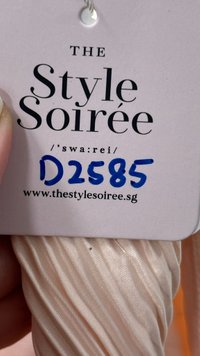 THE
Style
Soirée
/'swa:rei/
D2585
www.thestylesoiree.sg